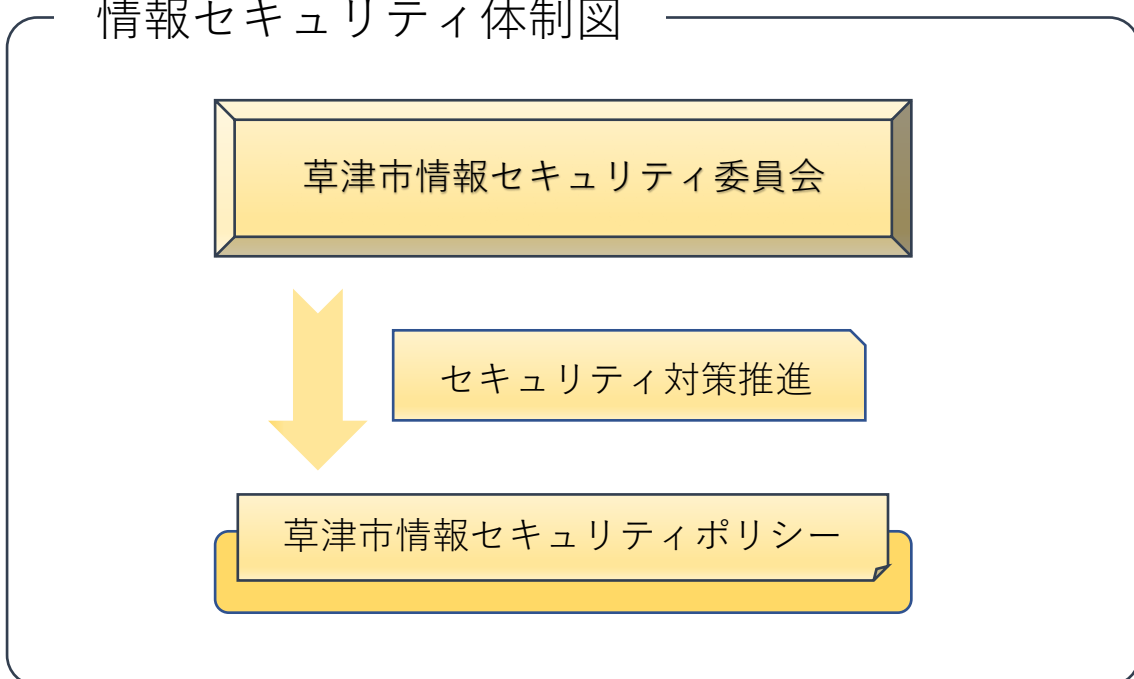 情報セキュリティ体制図
草津市情報セキュリティ委員会
セキュリティ対策推進
草津市情報セキュリティポリシー